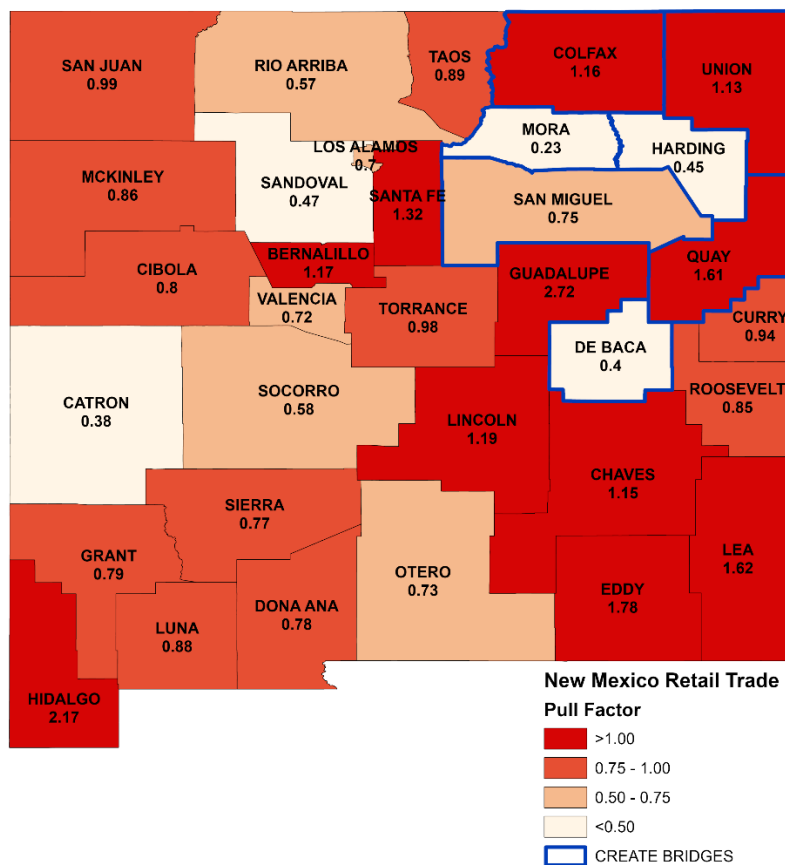 SAN JUAN
0.99
RIO ARRIBA
0.57
TAOS
0.89
COLFAX
1.16
UNION
1.13
MORA
0.23
HARDING
0.45
LOS ALAMOS
0.7
MCKINLEY
0.86
SANDOVAL
0.47
SANTA FE
1.32
SAN MIGUEL
0.75
BERNALILLO
1.17
CIBOLA
0.8
VALENCIA
0.72
TORRANCE
0.98
GUADALUPE
2.72
QUAY
1.61
CURRY
0.94
DE BACA
0.4
ROOSEVELT
0.85
CATRON
0.38
SOCORRO
0.58
LINCOLN
1.19
CHAVES
1.15
SIERRA
0.77
GRANT
0.79
OTERO
0.73
LEA
1.62
EDDY
1.78
LUNA
0.88
DONA ANA
0.78
HIDALGO
2.17
New Mexico Retail Trade
Pull Factor
>1.00
0.75 - 1.00
0.50 - 0.75
<0.50
CREATE BRIDGES